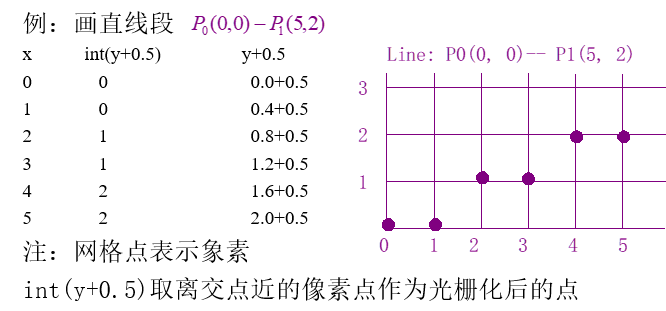 例：画直线段 P₀(0,0)－P₁(5,2)
x int(y+0.5) y+0.5
0 0 0.0+0.5
1 0 0.4+0.5
2 1 0.8+0.5
3 1 1.2+0.5
4 2 1.6+0.5
5 2 2.0+0.5
Line: P0(0, 0)-- P1(5, 2)
3
2
1
0 1 2 3 4 5
注：网格点表示象素
int(y+0.5)取离交点近的像素点作为光栅化后的点